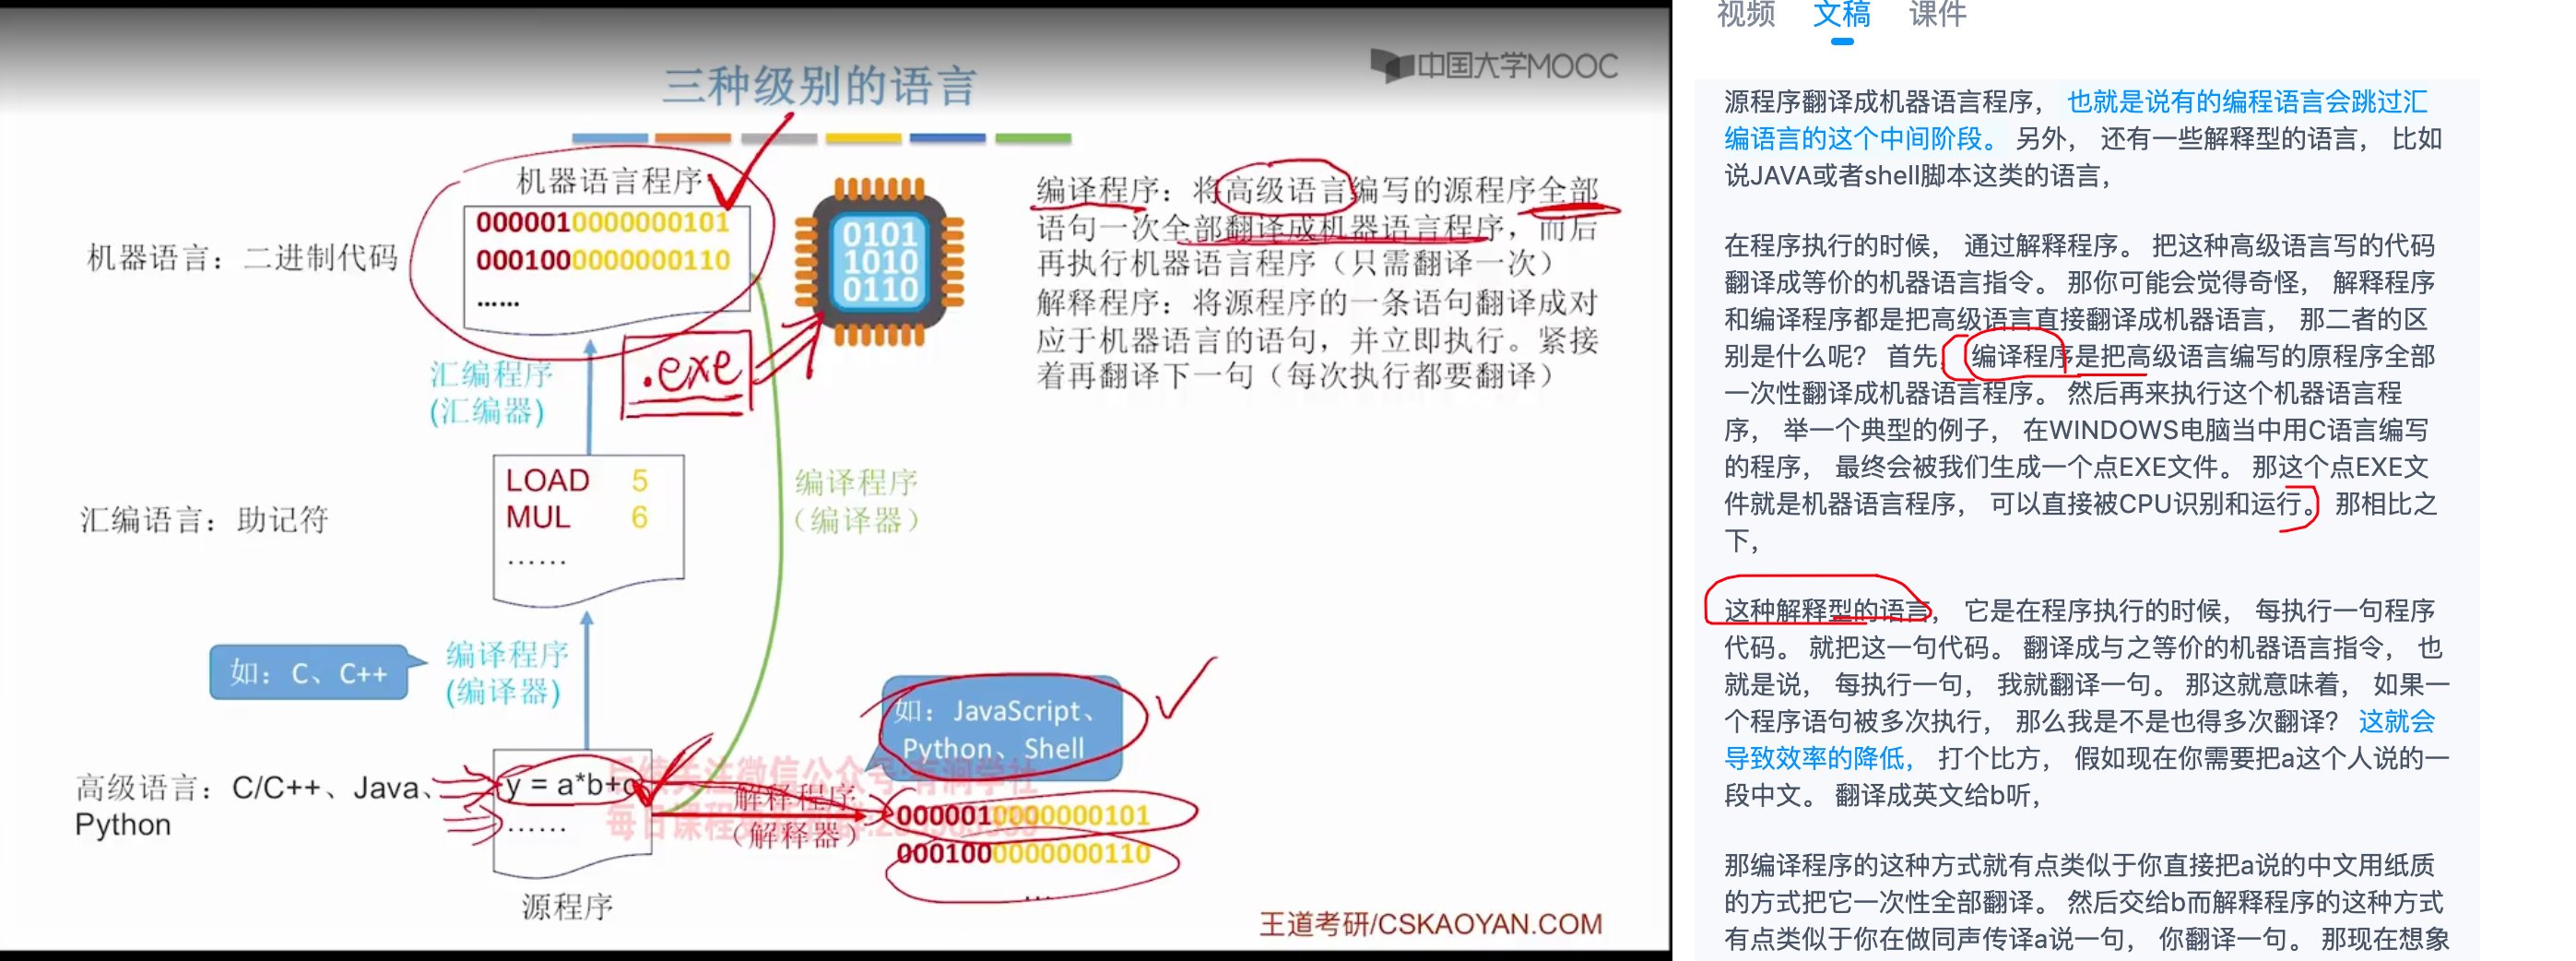 三种级别的语言
中国大学MOOC
机器语言程序
0000010000000101
0001000000000110
......
0101
1010
0110
机器语言：二进制代码
编译程序：将高级语言编写的源程序全部
语句一次全部翻译成机器语言程序，而后
再执行机器语言程序（只需翻译一次）
解释程序：将源程序的一条语句翻译成对
应于机器语言的语句，并立即执行。紧接
着再翻译下一句（每次执行都要翻译）
.exe
汇编程序
(汇编器)
LOAD 5
MUL 6
......
汇编语言：助记符
编译程序
（编译器）
如：C、C++
编译程序
(编译器)
如：JavaScript、
Python、Shell
高级语言：C/C++、Java、
Python
y = a*b+c
......
解释程序
（解释器）
0000010000000101
0001000000000110
...
源程序
王道考研/CSKAOYAN.COM
视频 文稿 课件
源程序翻译成机器语言程序， 也就是说有的编程语言会跳过汇
编语言的这个中间阶段。 另外， 还有一些解释型的语言， 比如
说JAVA或者shell脚本这类的语言，
在程序执行的时候， 通过解释程序。 把这种高级语言写的代码
翻译成等价的机器语言指令。 那你可能会觉得奇怪， 解释程序
和编译程序都是把高级语言直接翻译成机器语言， 那二者的区
别是什么呢？ 首先， 编译程序是把高级语言编写的原程序全部
一次性翻译成机器语言程序。 然后再来执行这个机器语言程
序， 举一个典型的例子， 在WINDOWS电脑当中用C语言编写
的程序， 最终会被我们生成一个点EXE文件。 那这个点EXE文
件就是机器语言程序， 可以直接被CPU识别和运行。 那相比之
下，
这种解释型的语言， 它是在程序执行的时候， 每执行一句程序
代码。 就把这一句代码。 翻译成与之等价的机器语言指令， 也
就是说， 每执行一句， 我就翻译一句。 那这就意味着， 如果一
个程序语句被多次执行， 那么我是不是也得多次翻译？ 这就会
导致效率的降低， 打个比方， 假如现在你需要把a这个人说的一
段中文。 翻译成英文给b听，
那编译程序的这种方式就有点类似于你直接把a说的中文用纸质
的方式把它一次性全部翻译。 然后交给b而解释程序的这种方式
有点类似于你在做同声传译a说一句， 你翻译一句。 那现在想象